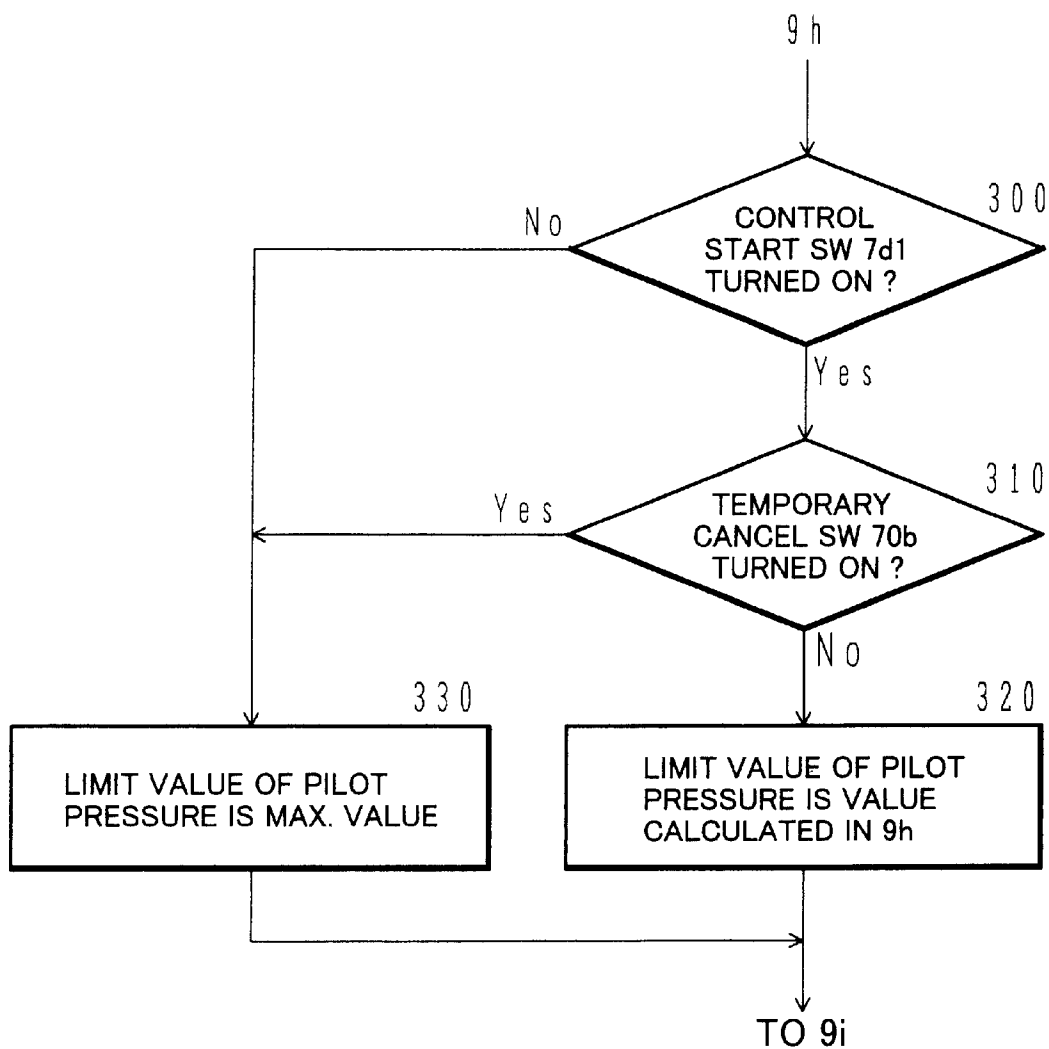 9h
300
No
CONTROL
START SW 7d1
TURNED ON ?
Yes
310
Yes
TEMPORARY
CANCEL SW 70b
TURNED ON ?
No
330
320
LIMIT VALUE OF PILOT
PRESSURE IS MAX. VALUE
LIMIT VALUE OF PILOT
PRESSURE IS VALUE
CALCULATED IN 9h
TO 9i